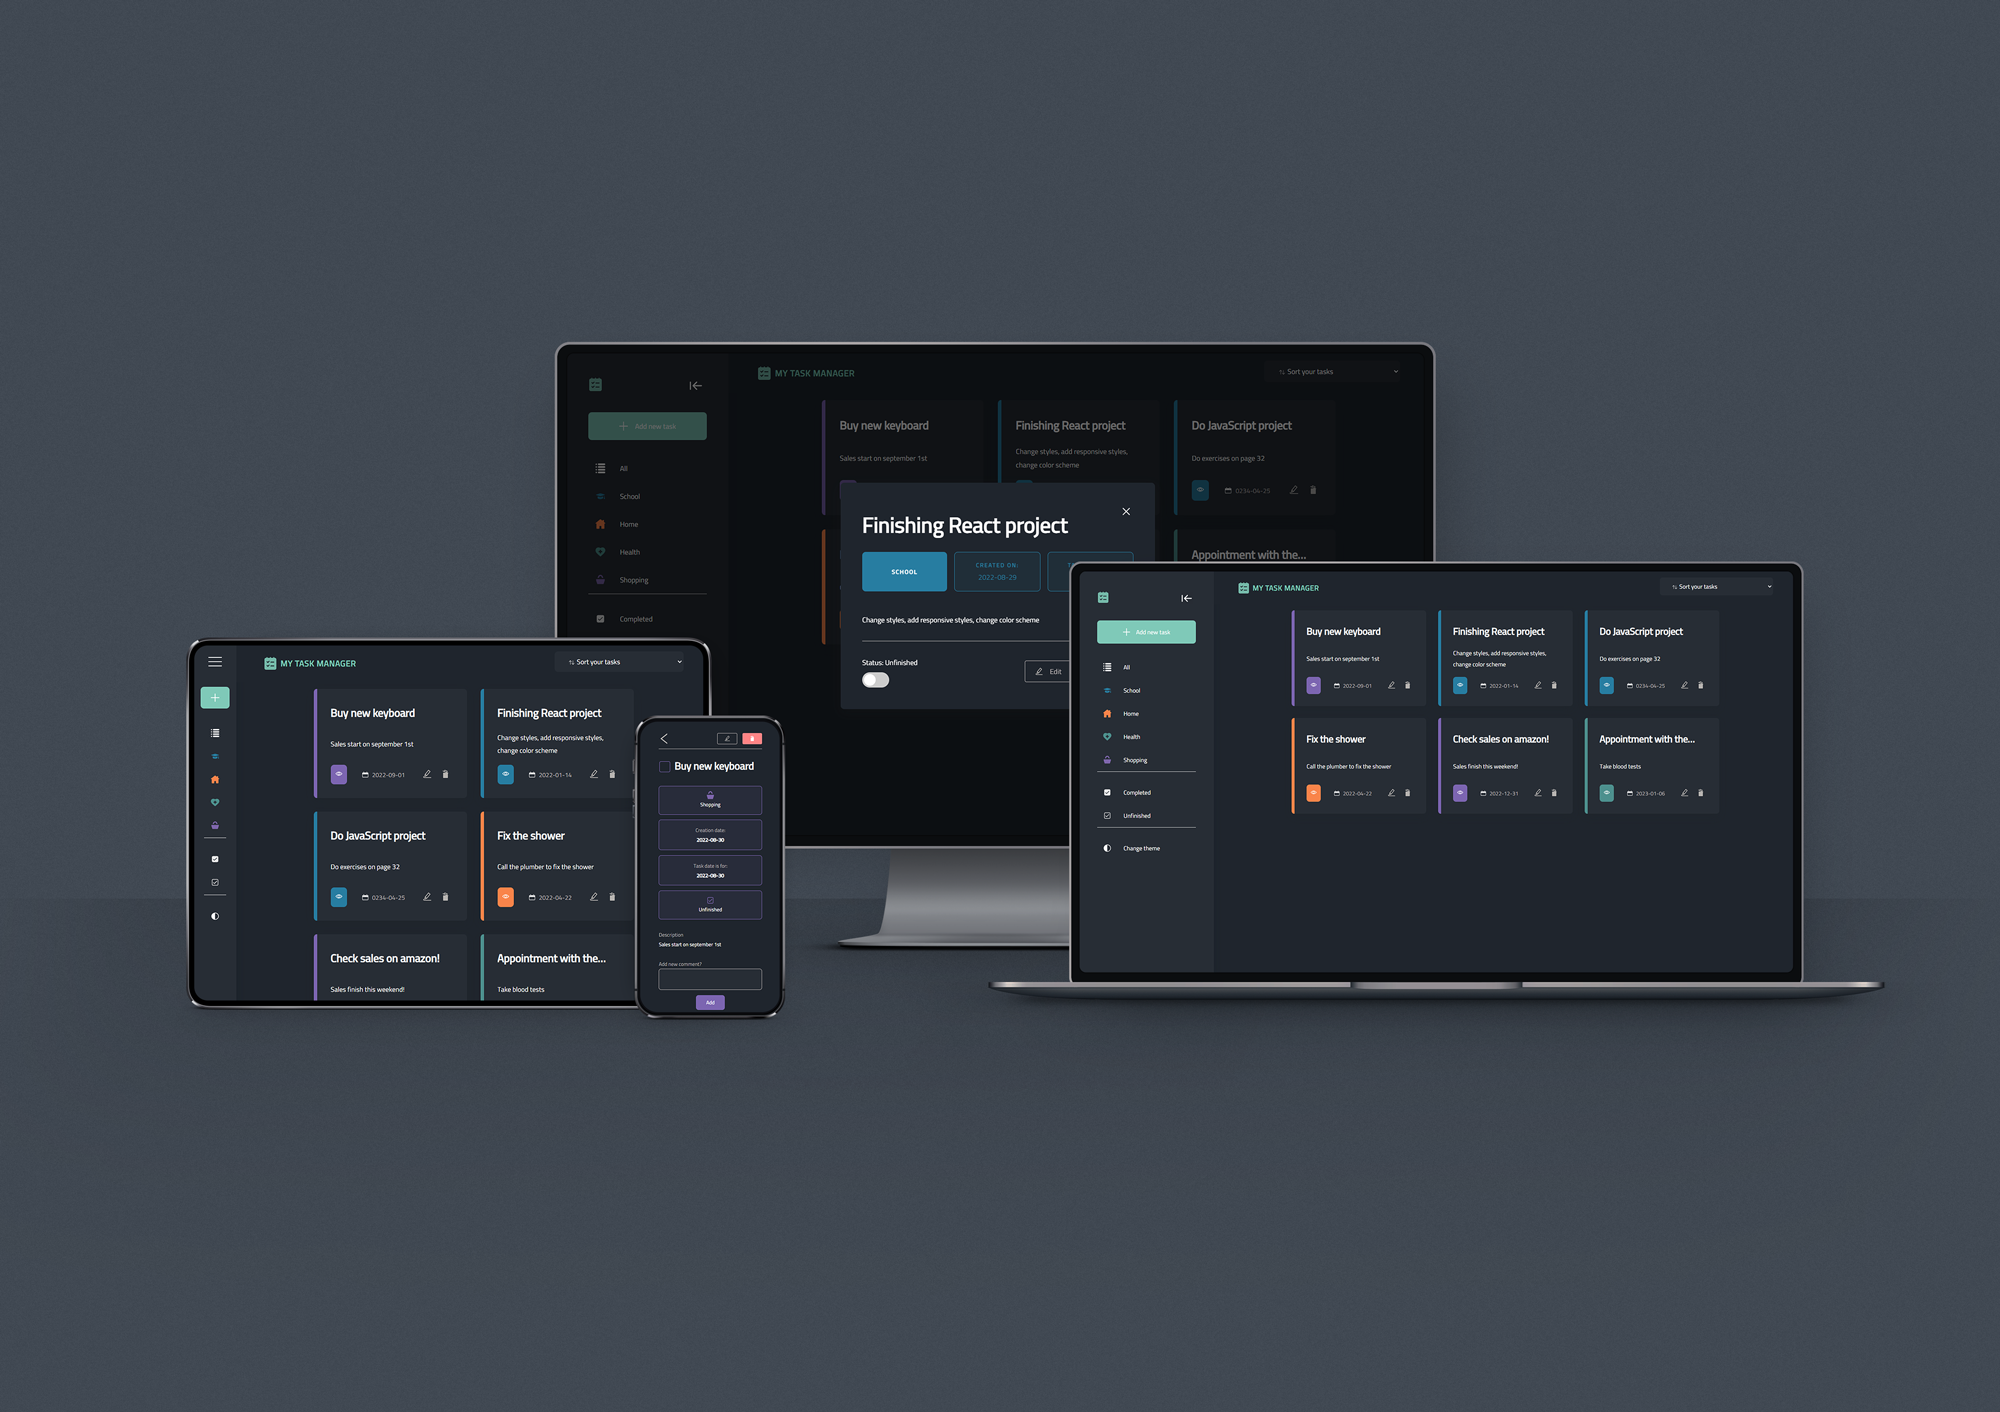 MY TASK MANAGER
Sort your tasks
Add new task
All
School
Home
Health
Shopping
Completed
Buy new keyboard
Sales start on september 1st
Finishing React project
Change styles, add responsive styles,
change color scheme
Do JavaScript project
Do exercises on page 32
0234-04-25
Appointment with the...
Finishing React project
SCHOOL
CREATED ON:
2022-08-29
Change styles, add responsive styles, change color scheme
Status: Unfinished
Edit
MY TASK MANAGER
Sort your tasks
Buy new keyboard
Sales start on september 1st
2022-09-01
Finishing React project
Change styles, add responsive styles,
change color scheme
2022-01-14
Do JavaScript project
Do exercises on page 32
0234-04-25
Fix the shower
Call the plumber to fix the shower
2022-04-22
Check sales on amazon!
Sales finish this weekend!
Appointment with the...
Take blood tests
Buy new keyboard
Shopping
Creation date:
2022-08-30
Task date is for:
2022-08-30
Unfinished
Description
Sales start on september 1st
Add new comment?
Add
MY TASK MANAGER
Sort your tasks
Add new task
All
School
Home
Health
Shopping
Completed
Unfinished
Change theme
Buy new keyboard
Sales start on september 1st
2022-09-01
Finishing React project
Change styles, add responsive styles,
change color scheme
2022-01-14
Do JavaScript project
Do exercises on page 32
0234-04-25
Fix the shower
Call the plumber to fix the shower
2022-04-22
Check sales on amazon!
Sales finish this weekend!
2022-12-31
Appointment with the...
Take blood tests
2023-01-06